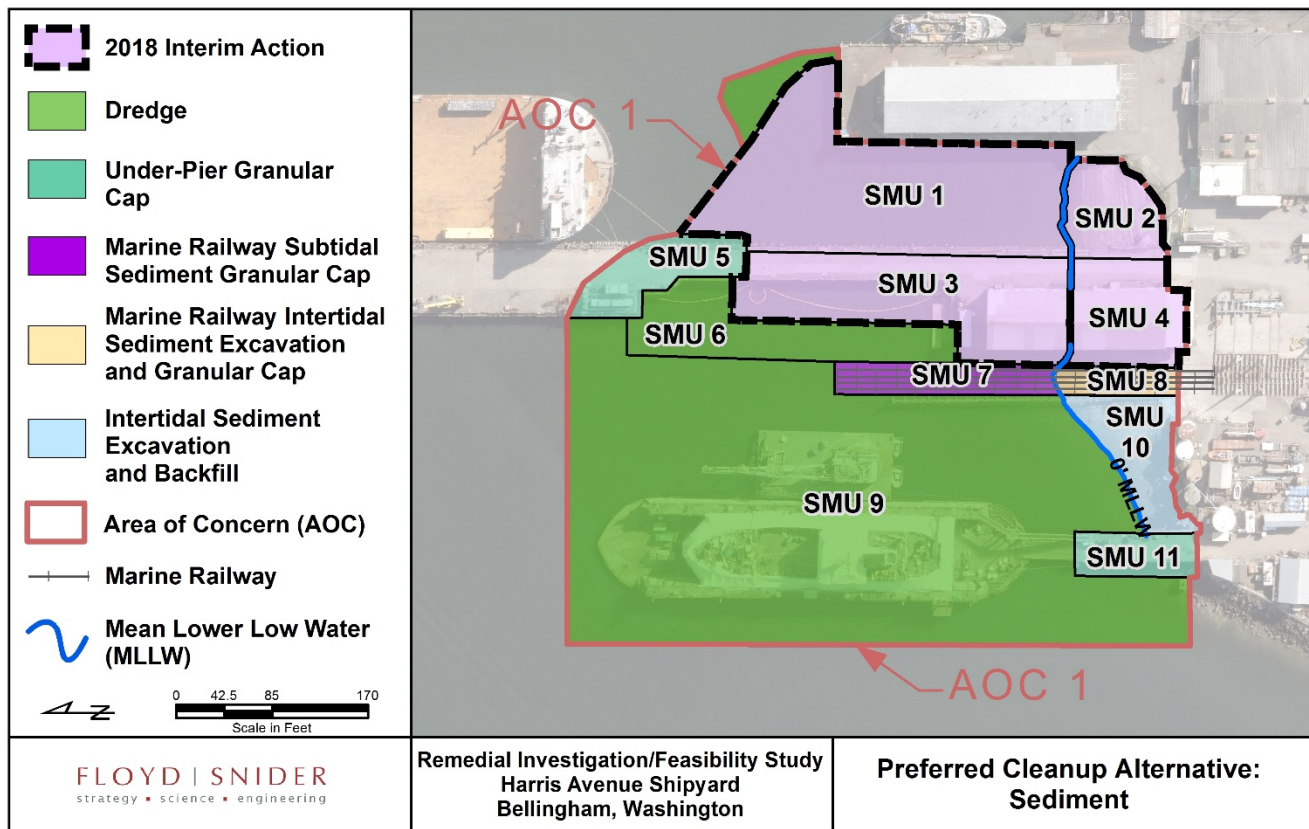 2018 Interim Action
Dredge
Under-Pier Granular
Cap
Marine Railway Subtidal
Sediment Granular Cap
Marine Railway Intertidal
Sediment Excavation
and Granular Cap
Intertidal Sediment
Excavation
and Backfill
Area of Concern (AOC)
Marine Railway
Mean Lower Low Water
(MLLW)
N
0 42.5 85 170
Scale in Feet
AOC 1
SMU 1
SMU 2
SMU 5
SMU 3
SMU 4
SMU 6
SMU 7
SMU 8
SMU
10
0' MLLW
SMU 9
SMU 11
AOC 1
FLOYD | SNIDER
strategy ▪ science ▪ engineering
Remedial Investigation/Feasibility Study
Harris Avenue Shipyard
Bellingham, Washington
Preferred Cleanup Alternative:
Sediment